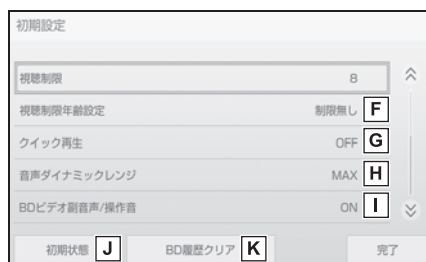 初期設定
視聴制限 8
視聴制限年齢設定 制限無し F
クイック再生 OFF G
音声ダイナミックレンジ MAX H
BDビデオ副音声/操作音 ON I
初期状態 J BD履歴クリア K 完了